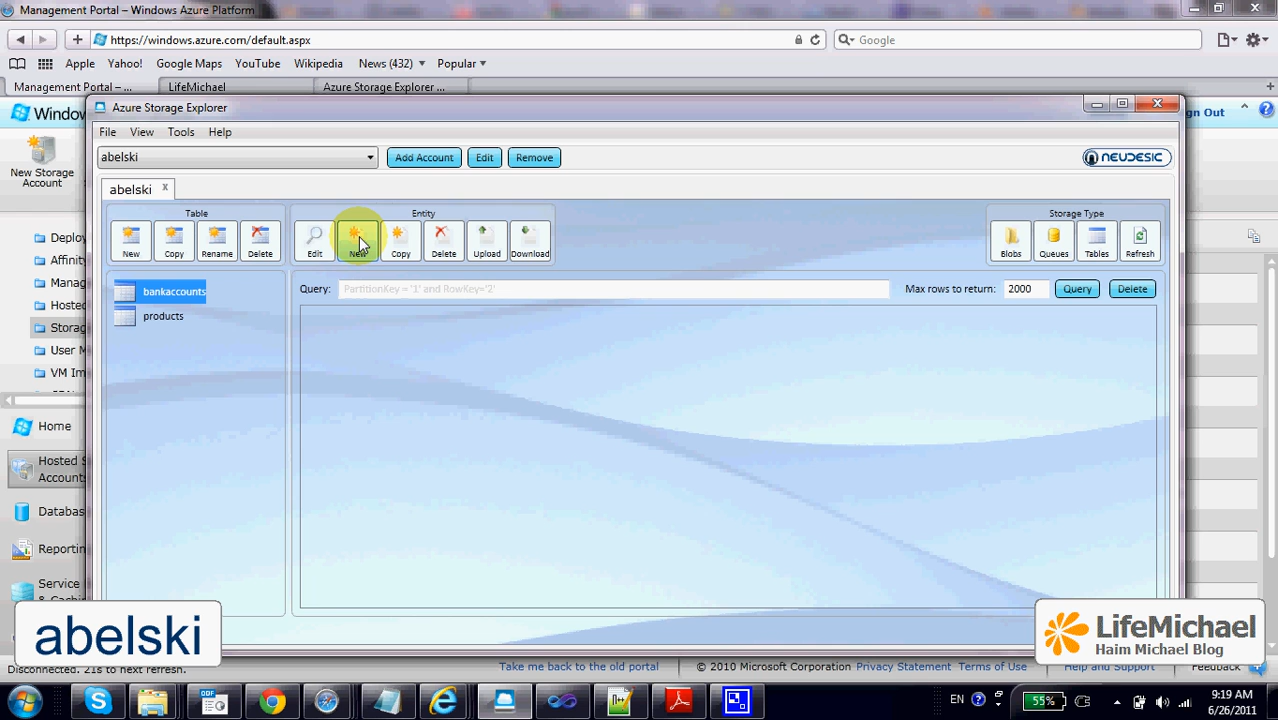 Management Portal – Windows Azure Platform
https://windows.azure.com/default.aspx
Google
Apple Yahoo! Google Maps YouTube Wikipedia News (432) Popular
Management Portal – ... LifeMichael Azure Storage Explorer ...
Azure Storage Explorer
File View Tools Help
abelski Add Account Edit Remove NEUDESIC
abelski x
New Storage
Account
Table Entity Storage Type
New Copy Rename Delete Edit New Copy Delete Upload Download Blobs Queues Tables Refresh
bankaccounts
products
Query: PartitionKey = '1' and RowKey='2' Max rows to return: 2000 Query Delete
Windo
gn Out
Deploy
Affinity
Manag
Hosted
Storag
User M
VM Im
Home
Hosted S
Accounts
Databas
Reportin
Service
abelski
LifeMichael
Haim Michael Blog
Disconnected. 21s to next refresh.
Take me back to the old portal © 2010 Microsoft Corporation Privacy Statement Terms of Use Help and Support Feedback
EN 55% 9:19 AM
6/26/2011